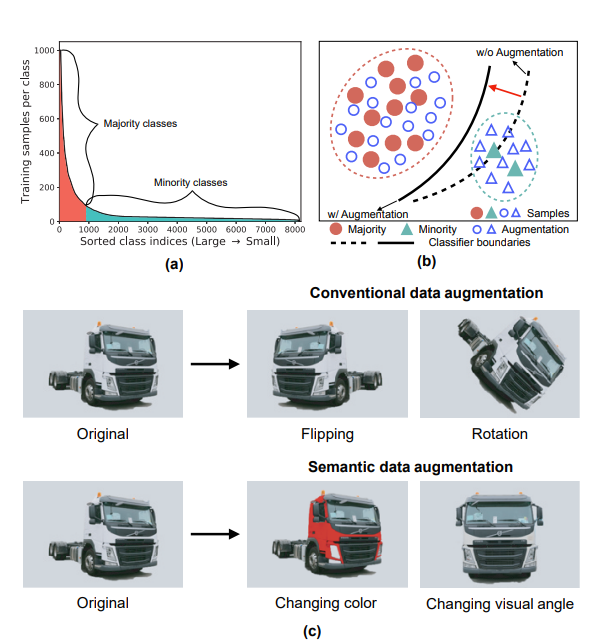 1000
800
600
400
200
0
Training samples per class
Majority classes
Minority classes
0 1000 2000 3000 4000 5000 6000 7000 8000
Sorted class indices (Large → Small)
(a)
w/o Augmentation
w/ Augmentation
Samples
Majority Minority Augmentation
Classifier boundaries
(b)
Conventional data augmentation
Original Flipping Rotation
Semantic data augmentation
Original Changing color Changing visual angle
(c)